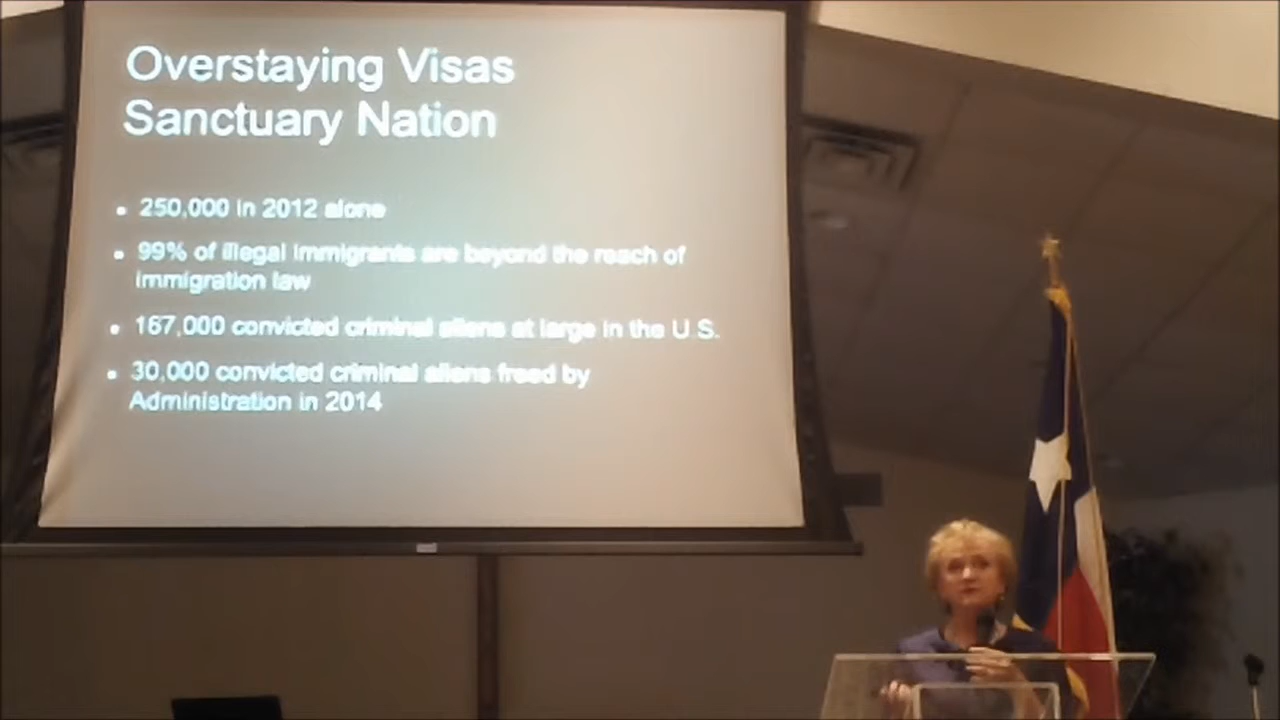 Overstaying Visas
Sanctuary Nation
• 250,000 in 2012 alone
• 99% of illegal immigrants are beyond the reach of
immigration law
• 167,000 convicted criminal aliens at large in the U.S.
• 30,000 convicted criminal aliens freed by
Administration in 2014